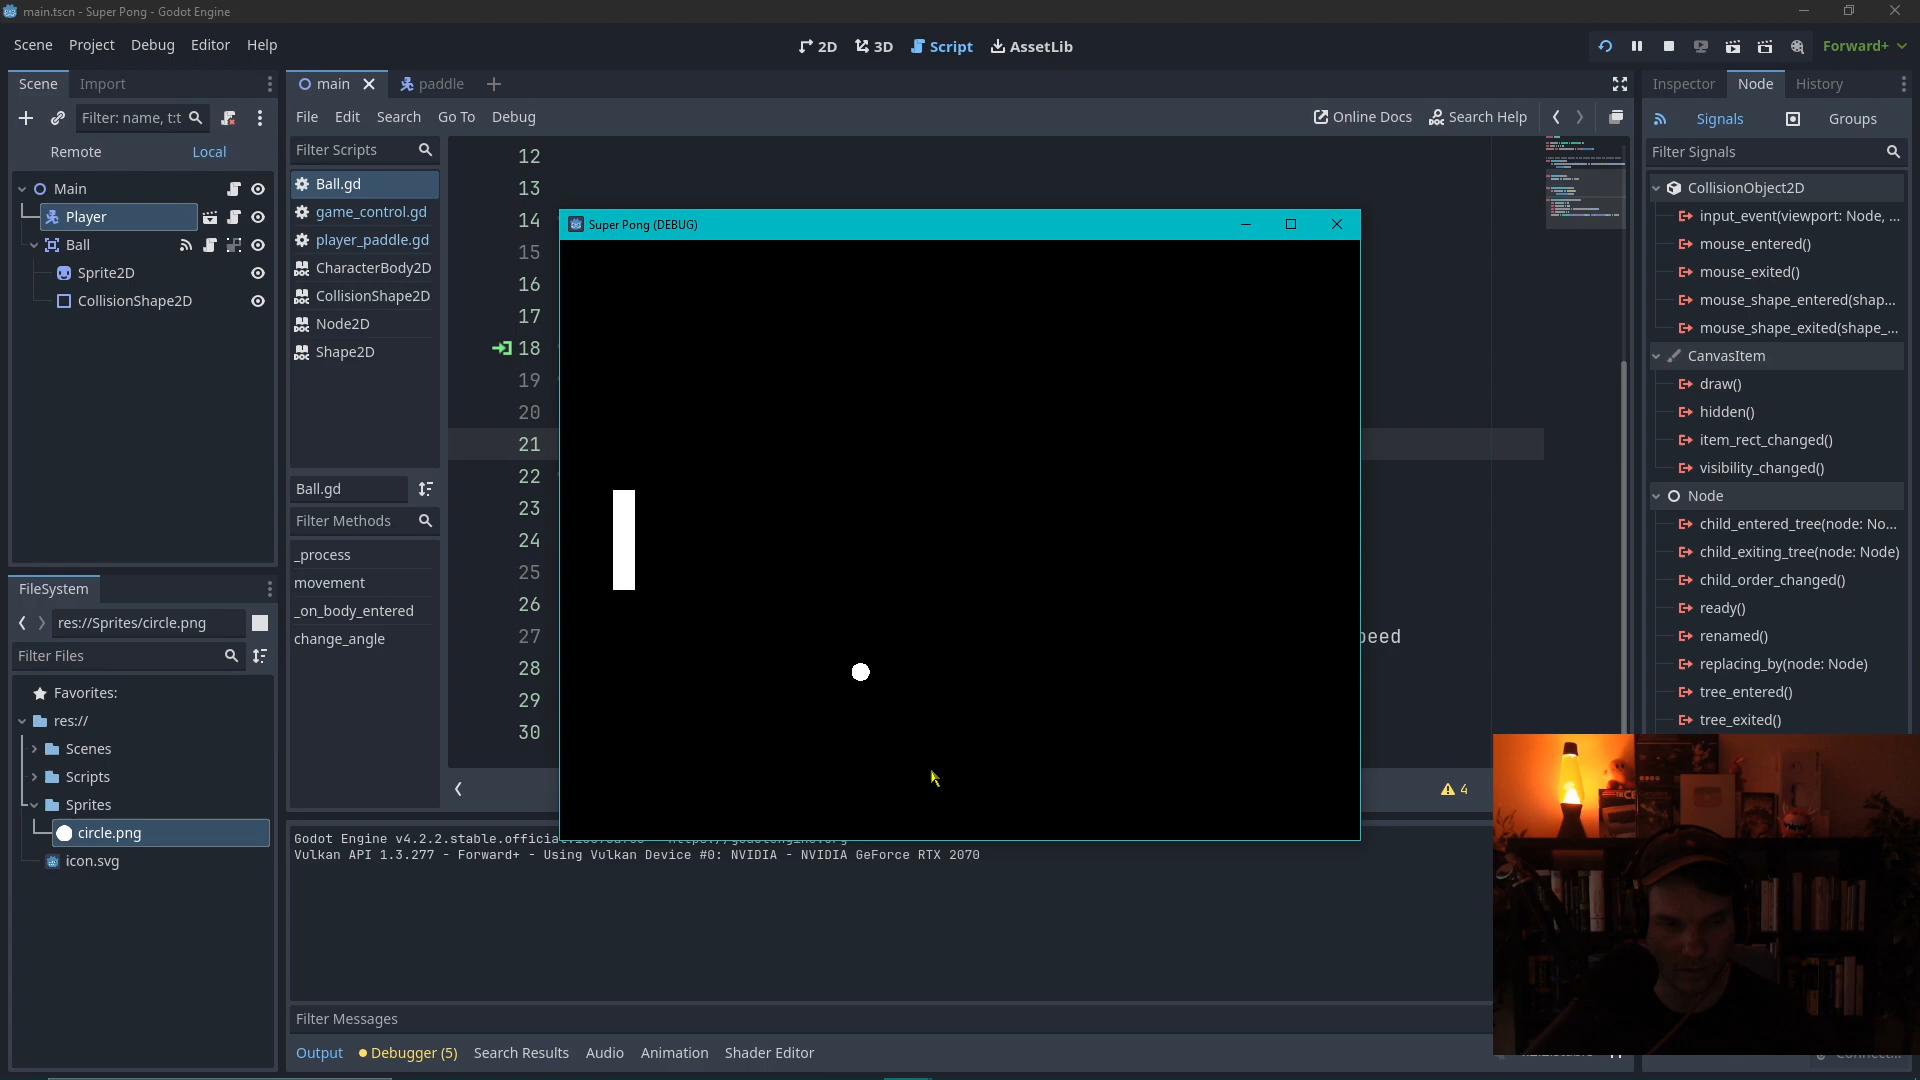 main.tscn - Super Pong - Godot Engine
Scene Project Debug Editor Help
2D 3D Script AssetLib
Forward+
Scene Import
Filter: name, t:t
Remote Local
Main
Player
Ball
Sprite2D
CollisionShape2D
FileSystem
res://Sprites/circle.png
Filter Files
Favorites:
res://
Scenes
Scripts
Sprites
circle.png
icon.svg
main paddle
File Edit Search Go To Debug
Online Docs Search Help
Filter Scripts
Ball.gd
game_control.gd
player_paddle.gd
CharacterBody2D
CollisionShape2D
Node2D
Shape2D
Ball.gd
Filter Methods
_process
movement
_on_body_entered
change_angle
12
13
14
15
16
17
18
19
20
21
22
23
24
25
26
27 peed
28
29
30
4
Super Pong (DEBUG)
Godot Engine v4.2.2.stable.officia
Vulkan API 1.3.277 - Forward+ - Using Vulkan Device #0: NVIDIA - NVIDIA GeForce RTX 2070
Filter Messages
Output Debugger (5) Search Results Audio Animation Shader Editor
Inspector Node History
Signals Groups
Filter Signals
CollisionObject2D
input_event(viewport: Node, ...
mouse_entered()
mouse_exited()
mouse_shape_entered(shap...
mouse_shape_exited(shape_...
CanvasItem
draw()
hidden()
item_rect_changed()
visibility_changed()
Node
child_entered_tree(node: No...
child_exiting_tree(node: Node)
child_order_changed()
ready()
renamed()
replacing_by(node: Node)
tree_entered()
tree_exited()